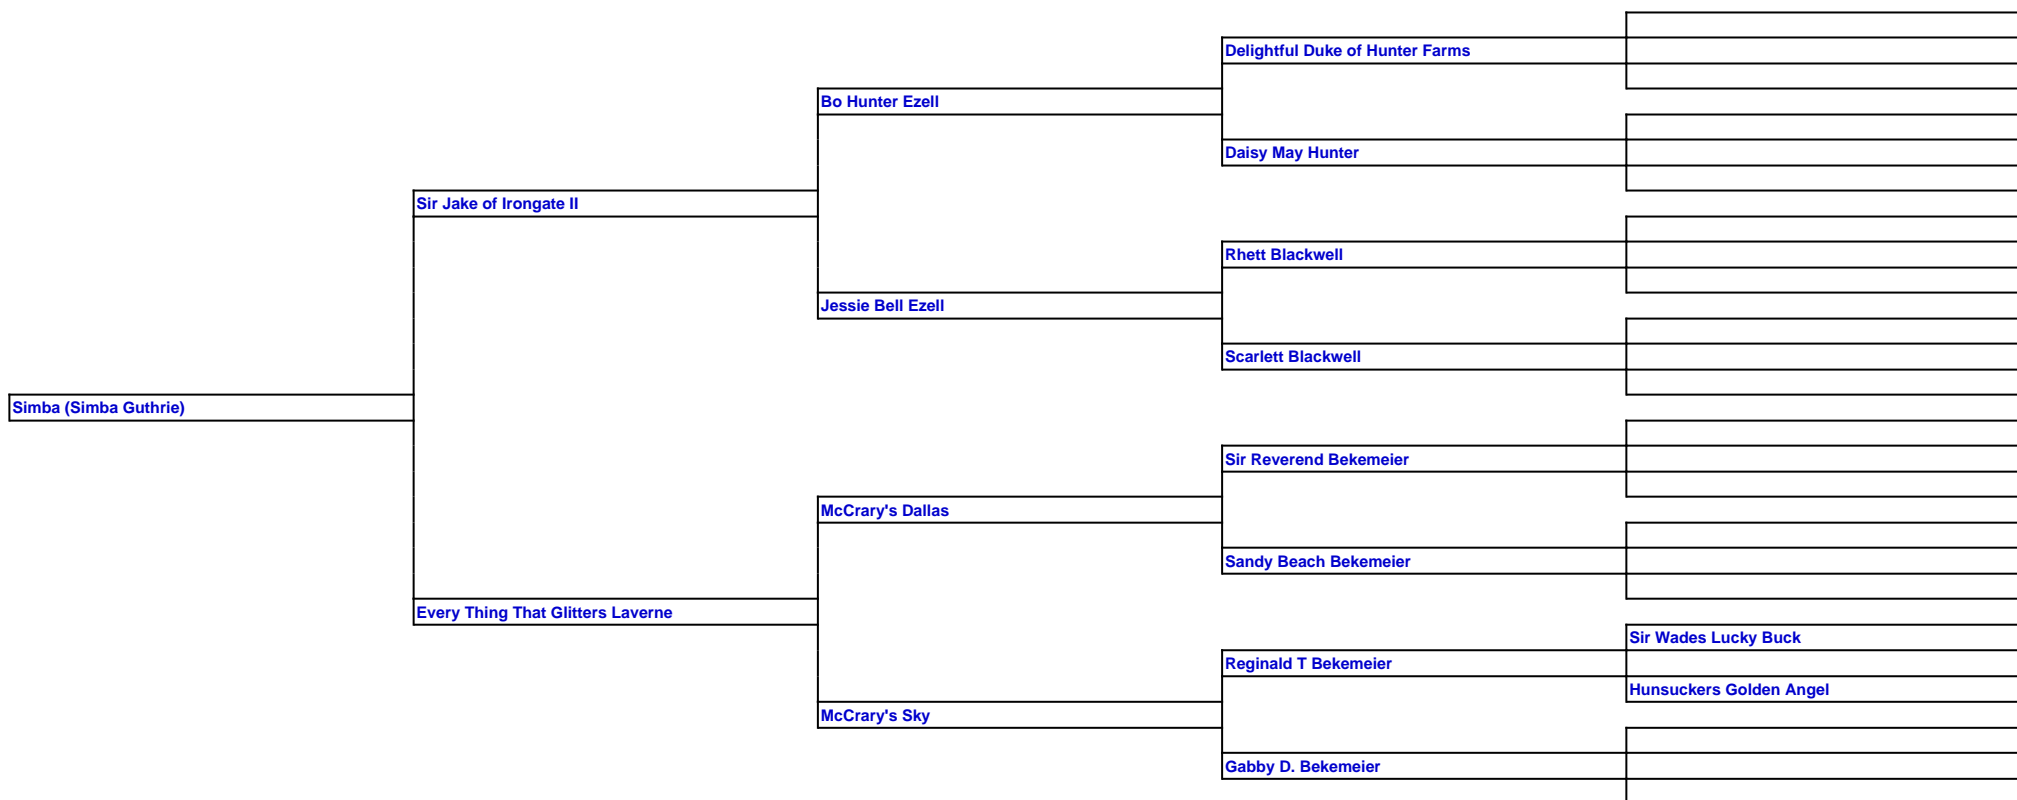 Delightful Duke of Hunter Farms
Bo Hunter Ezell
Daisy May Hunter
Sir Jake of Irongate II
Rhett Blackwell
Jessie Bell Ezell
Scarlett Blackwell
Simba (Simba Guthrie)
Sir Reverend Bekemeier
McCrary's Dallas
Sandy Beach Bekemeier
Every Thing That Glitters Laverne
Sir Wades Lucky Buck
Reginald T Bekemeier
Hunsuckers Golden Angel
McCrary's Sky
Gabby D. Bekemeier